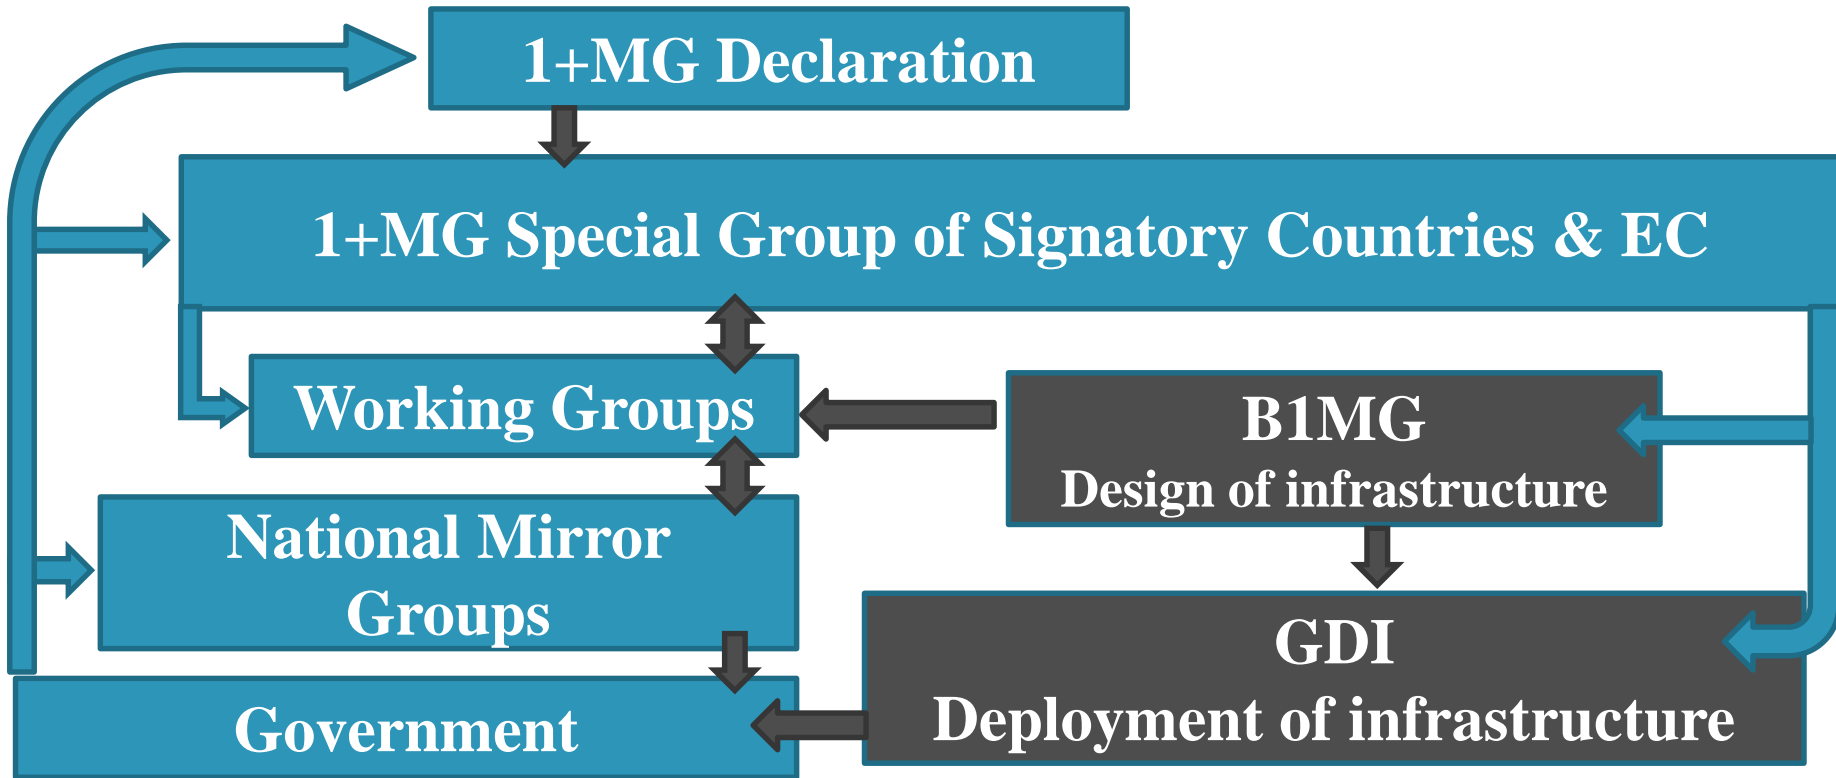 1+MG Declaration
1+MG Special Group of Signatory Countries & EC
Working Groups
B1MG
Design of infrastructure
National Mirror
Groups
GDI
Deployment of infrastructure
Government